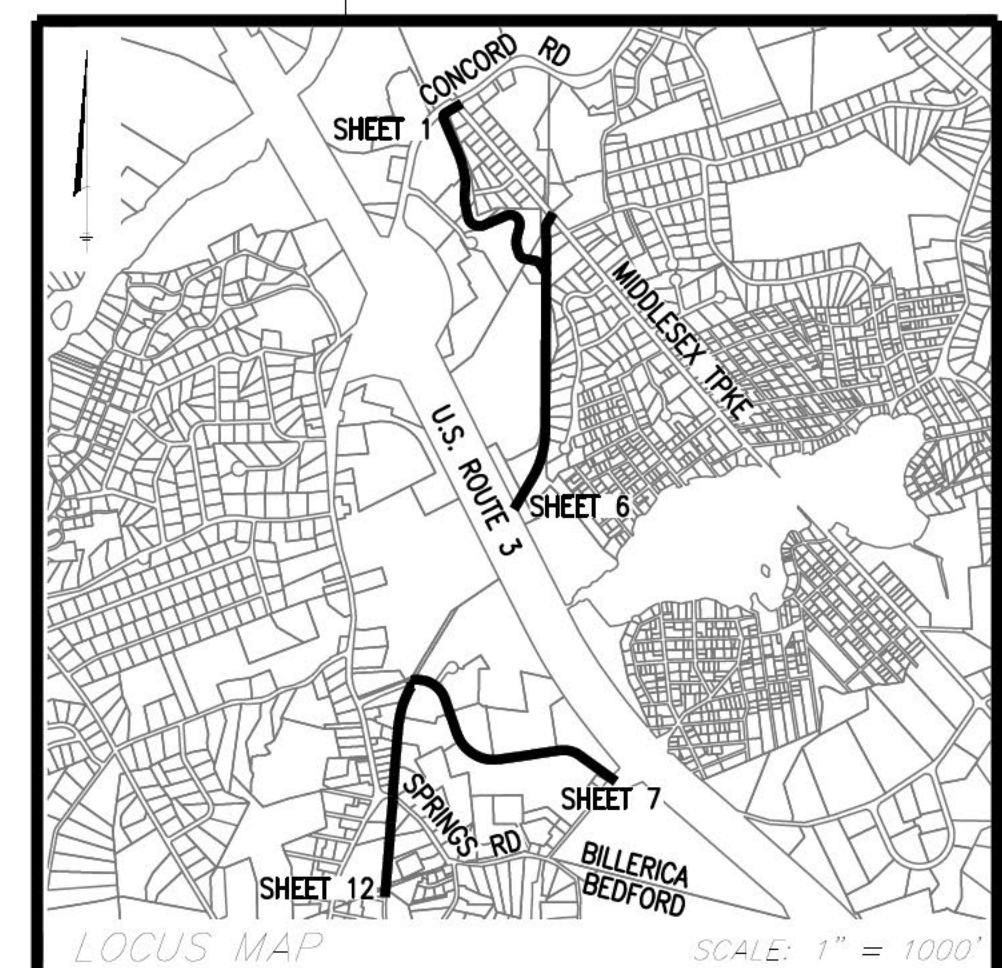 CONCORD RD
SHEET 1
MIDDLESEX TPKE
U.S. ROUTE 3
SHEET 6
SHEET 7
SPRINGS RD
BILLERICA
BEDFORD
SHEET 12
LOCUS MAP
SCALE: 1" = 1000'